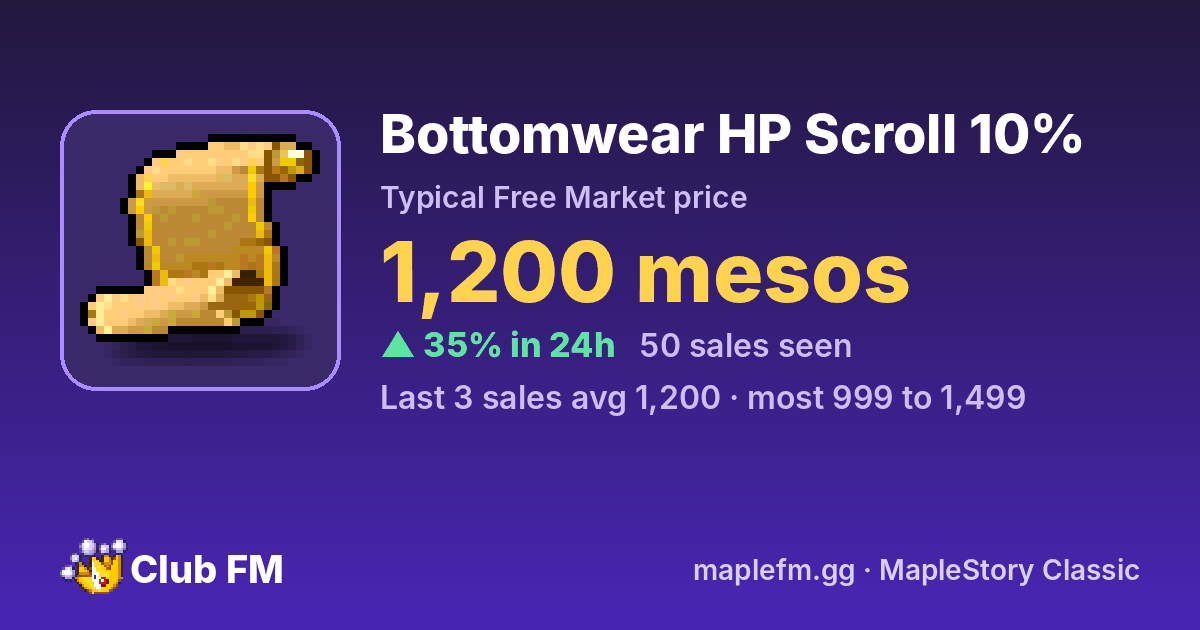 Bottomwear HP Scroll 10%
Typical Free Market price
1,200 mesos
▲ 35% in 24h 50 sales seen
Last 3 sales avg 1,200 · most 999 to 1,499
Club FM
maplefm.gg · MapleStory Classic